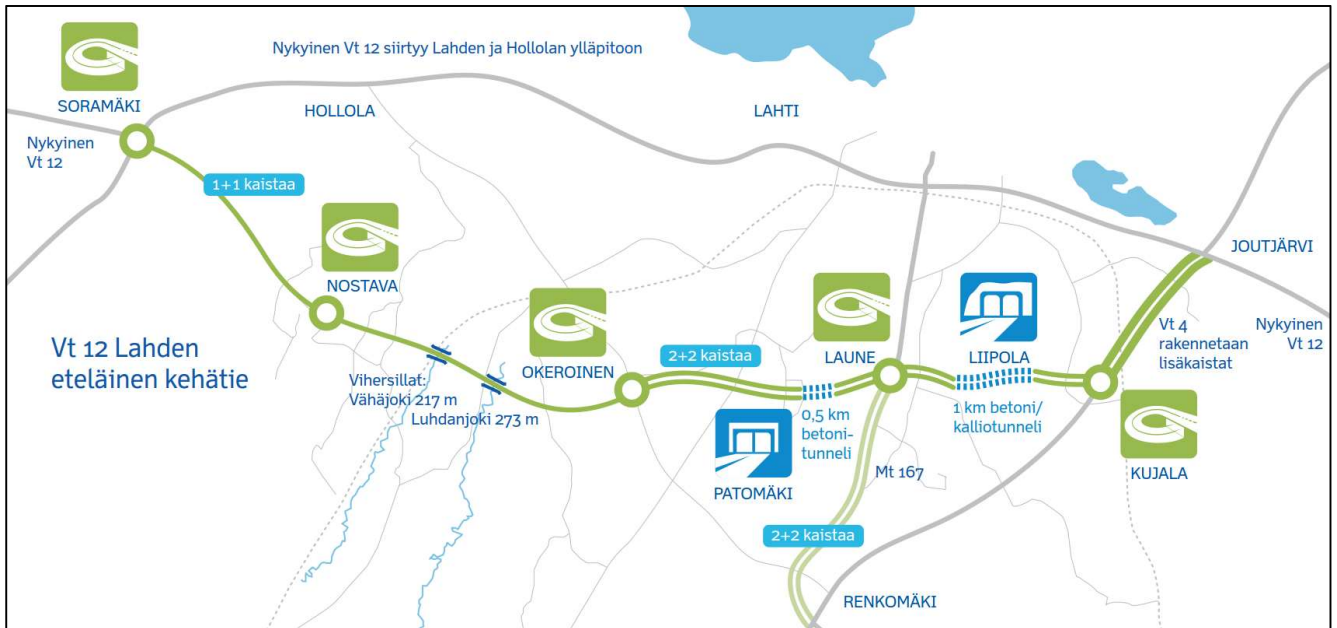 Nykyinen Vt 12 siirtyy Lahden ja Hollolan ylläpitoon
SORAMÄKI
HOLLOLA
LAHTI
Nykyinen
Vt 12
1+1 kaistaa
NOSTAVA
JOUTJÄRVI
Vt 12 Lahden
eteläinen kehätie
Vihersillat:
Vähäjoki 217 m
Luhdanjoki 273 m
OKEROINEN
2+2 kaistaa
LAUNE
LIIPOLA
Vt 4
rakennetaan
lisäkaistat
Nykyinen
Vt 12
0,5 km
betoni-
tunneli
1 km betoni/
kalliotunneli
PATOMÄKI
Mt 167
KUJALA
2+2 kaistaa
RENKOMÄKI